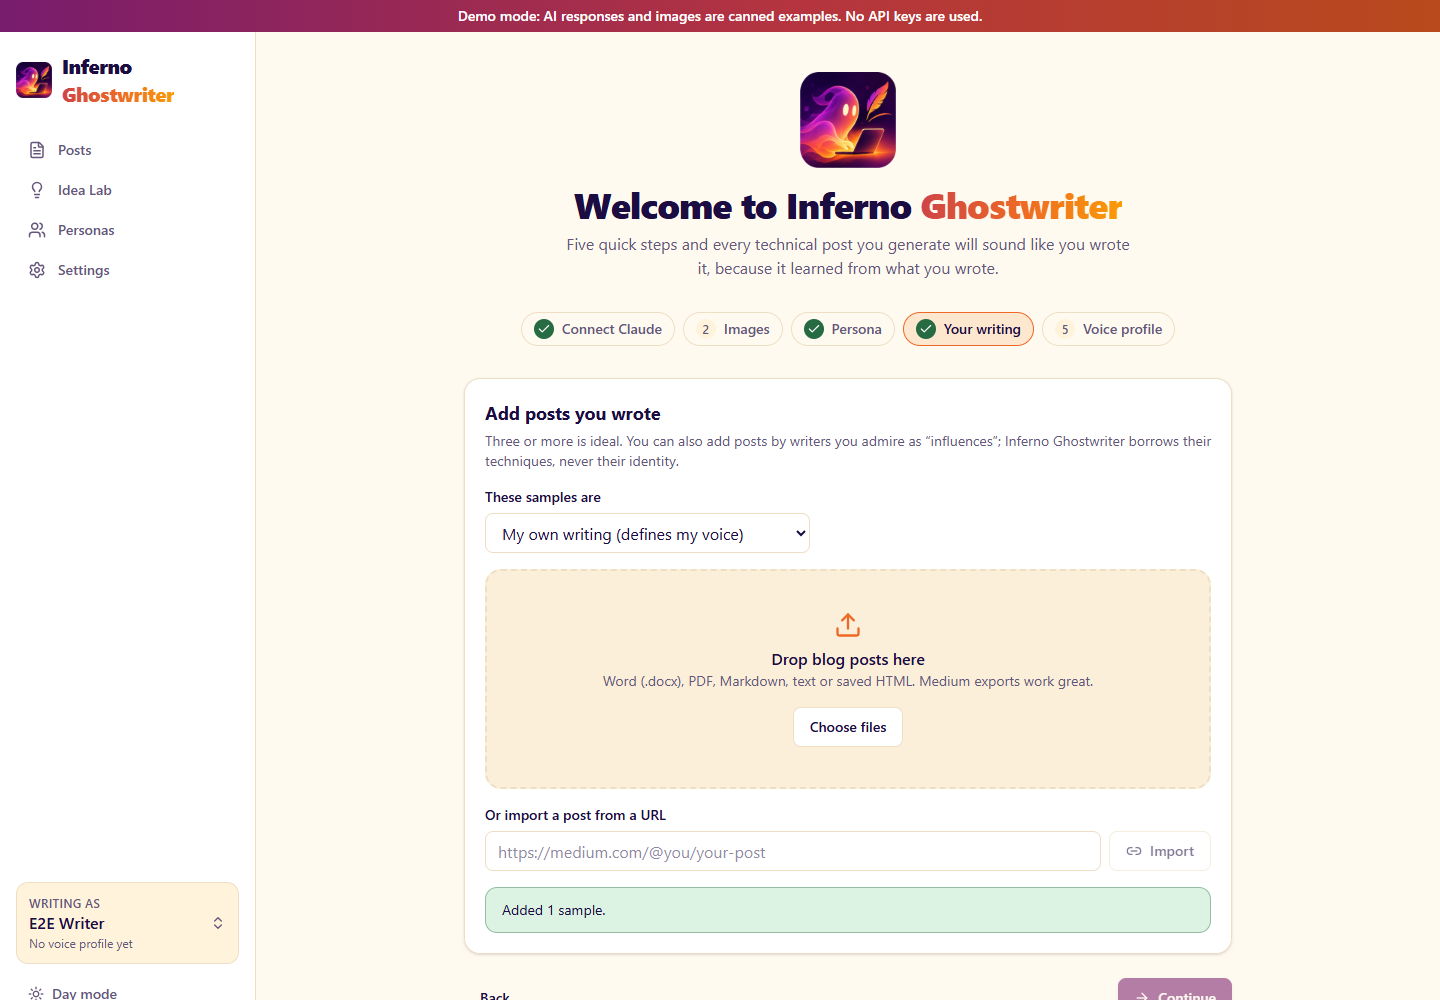 Demo mode: AI responses and images are canned examples. No API keys are used.
Inferno
Ghostwriter
Posts
Idea Lab
Personas
Settings
Welcome to Inferno Ghostwriter
Five quick steps and every technical post you generate will sound like you wrote
it, because it learned from what you wrote.
Connect Claude
2 Images
Persona
Your writing
5 Voice profile
Add posts you wrote
Three or more is ideal. You can also add posts by writers you admire as “influences”; Inferno Ghostwriter borrows their
techniques, never their identity.
These samples are
My own writing (defines my voice)
Drop blog posts here
Word (.docx), PDF, Markdown, text or saved HTML. Medium exports work great.
Choose files
Or import a post from a URL
https://medium.com/@you/your-post
Import
Added 1 sample.
WRITING AS
E2E Writer
No voice profile yet
Day mode
Back
Continue